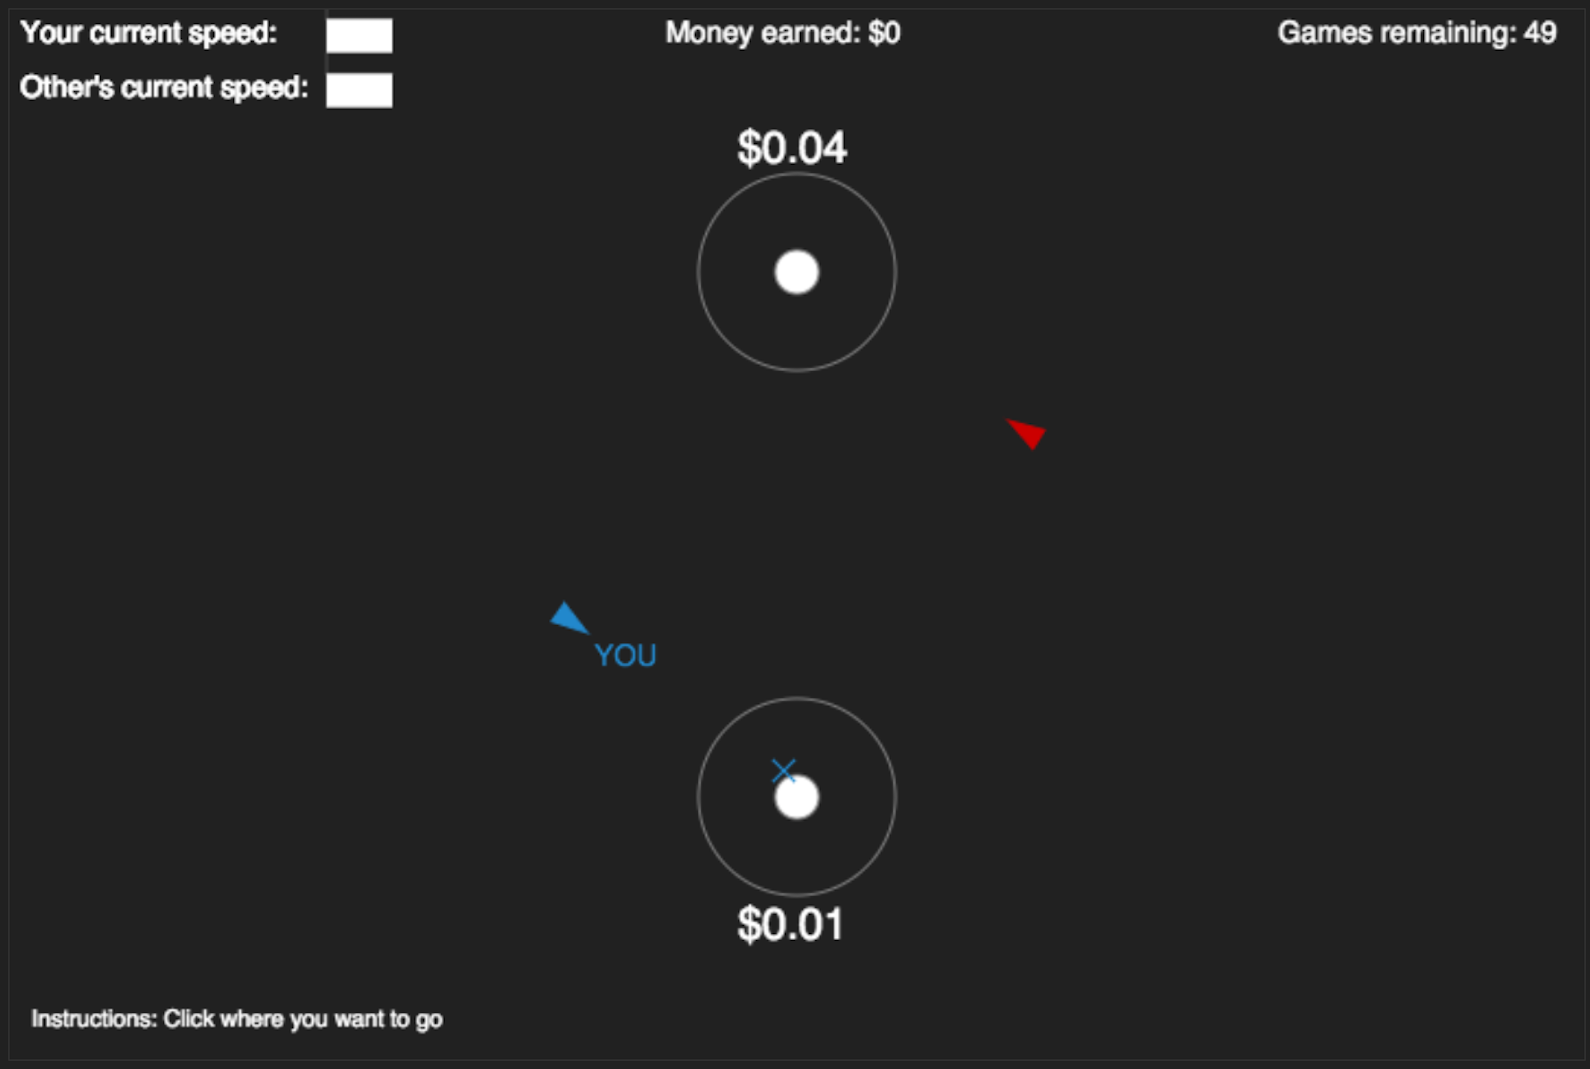 Your current speed:
Money earned: $0
Games remaining: 49
Other's current speed:
$0.04
YOU
$0.01
Instructions: Click where you want to go